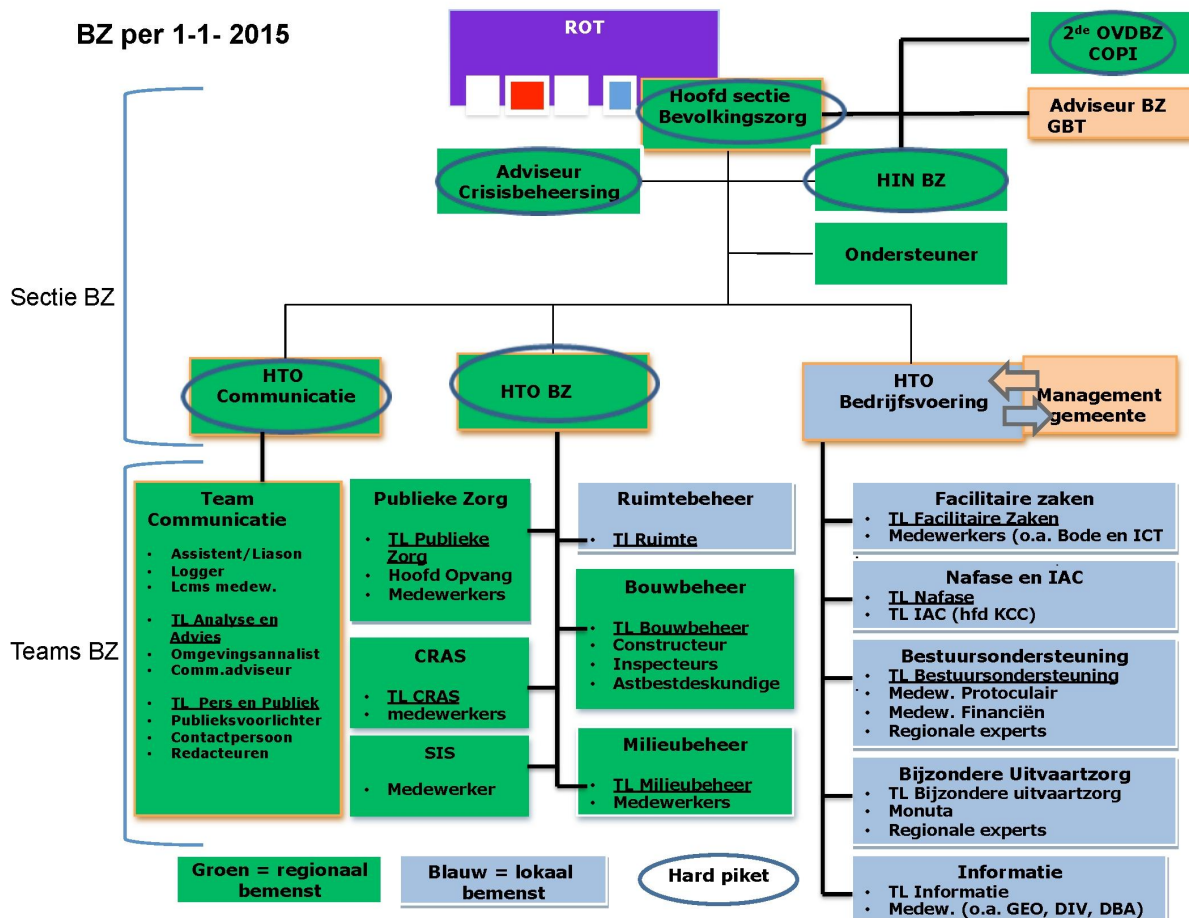 BZ per 1-1- 2015
ROT
2de OVDBZ
COPI
Hoofd sectie
Bevolkingszorg
Adviseur BZ
GBT
Adviseur
Crisisbeheersing
HIN BZ
Ondersteuner
Sectie BZ
HTO
Communicatie
HTO BZ
HTO
Bedrijfsvoering
Management
gemeente
Teams BZ
Team
Communicatie
• Assistent/Liason
• Logger
• Lcms medew.
• TL Analyse en
Advies
• Omgevingsannalist
• Comm.adviseur
• TL Pers en Publiek
• Publieksvoorlichter
• Contactpersoon
• Redacteuren
Publieke Zorg
• TL Publieke
Zorg
• Hoofd Opvang
• Medewerkers
CRAS
• TL CRAS
• medewerkers
SIS
• Medewerker
Ruimtebeheer
• Tl Ruimte
Bouwbeheer
• TL Bouwbeheer
• Constructeur
• Inspecteurs
• Astbestdeskundige
Milieubeheer
• TL Milieubeheer
• Medewerkers
Facilitaire zaken
• TL Facilitaire Zaken
• Medewerkers (o.a. Bode en ICT
Nafase en IAC
• TL Nafase
• TL IAC (hfd KCC)
Bestuursondersteuning
• TL Bestuursondersteuning
• Medew. Protoculair
• Medew. Financiën
• Regionale experts
Bijzondere Uitvaartzorg
• TL Bijzondere uitvaartzorg
• Monuta
• Regionale experts
Informatie
• TL Informatie
• Medew. (o.a. GEO, DIV, DBA)
Groen = regionaal
bemenst
Blauw = lokaal
bemenst
Hard piket